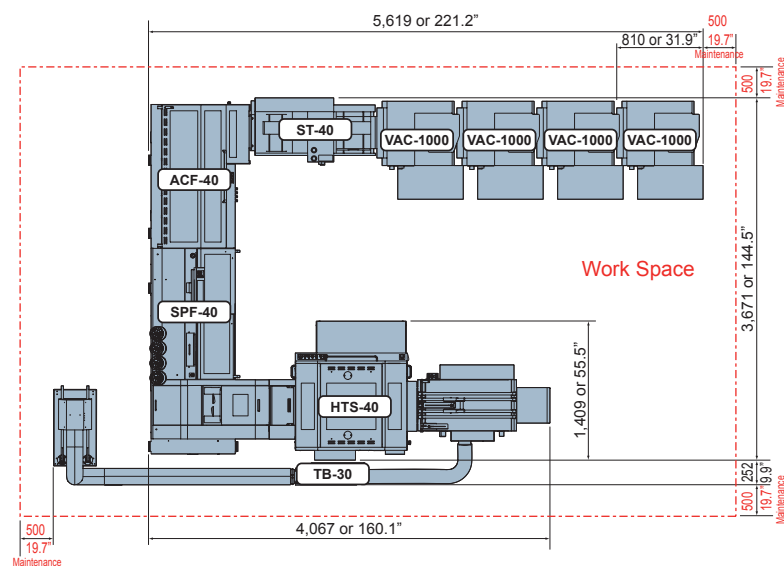 5,619 or 221.2”
500
19.7”
Maintenance
810 or 31.9”
500
19.7”
Maintenance
ST-40
VAC-1000
VAC-1000
VAC-1000
VAC-1000
ACF-40
Work Space
3,671 or 144.5”
SPF-40
1,409 or 55.5”
HTS-40
TB-30
252
9.9”
500
19.7”
Maintenance
500
19.7”
Maintenance
4,067 or 160.1”